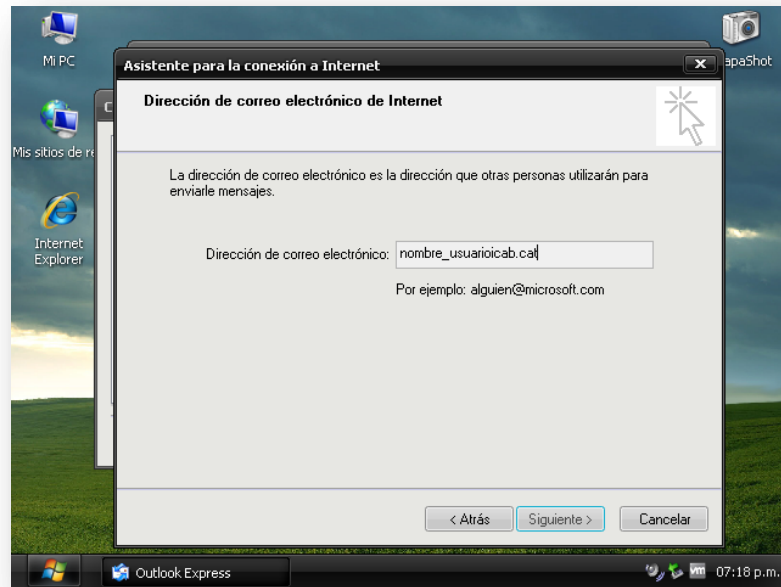 Mi PC
apaShot
Asistente para la conexión a Internet
Dirección de correo electrónico de Internet
La dirección de correo electrónico es la dirección que otras personas utilizarán para
enviarle mensajes.
Mis sitios de re
Internet
Explorer
Dirección de correo electrónico: nombre_usuarioicab.cat
Por ejemplo: alguien@microsoft.com
< Atrás Siguiente > Cancelar
Outlook Express
vm 07:18 p.m.